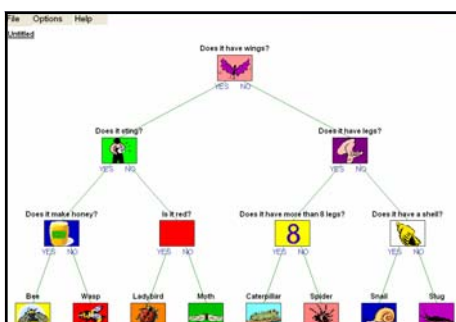 File Options Help
Untitled
Does it have wings?
YES NO
Does it sting? Does it have legs?
YES NO YES NO
Does it make honey? Is it red? Does it have more than 8 legs? Does it have a shell?
8
YES NO YES NO YES NO YES NO
Bee Wasp Ladybird Moth Caterpillar Spider Snail Slug